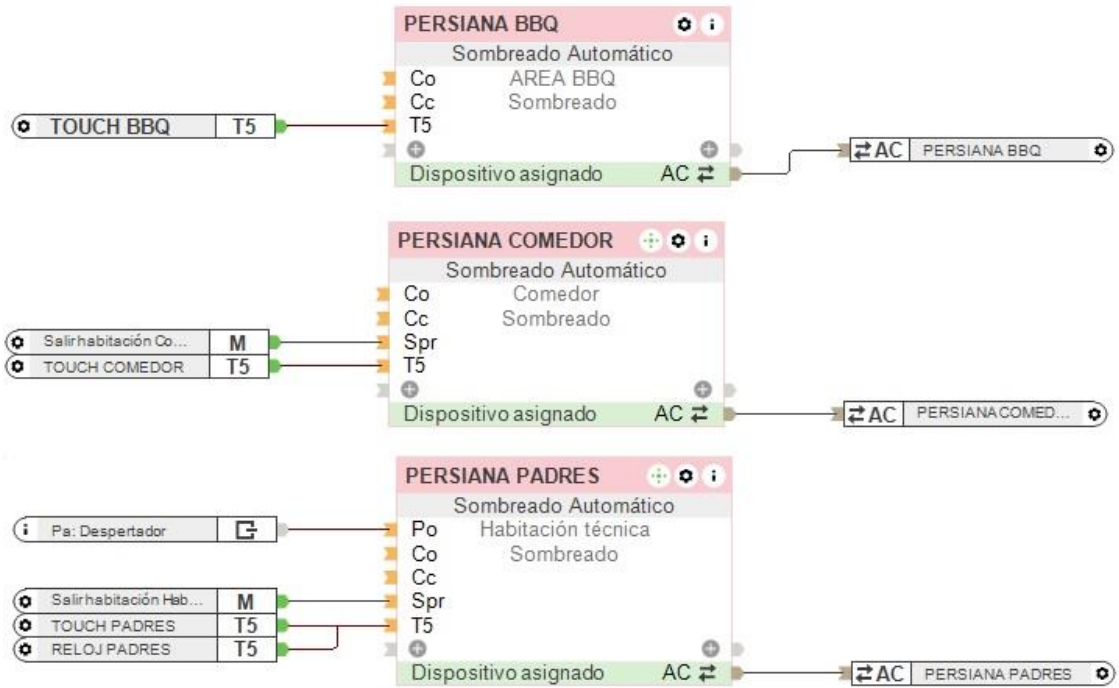 PERSIANA BBQ
Sombreado Automático
Co AREA BBQ
Cc Sombreado
TOUCH BBQ T5
T5
Dispositivo asignado AC
AC PERSIANA BBQ
PERSIANA COMEDOR
Sombreado Automático
Co Comedor
Cc Sombreado
Salir habitación Co... M
Spr
TOUCH COMEDOR T5
T5
Dispositivo asignado AC
AC PERSIANA COMED...
PERSIANA PADRES
Sombreado Automático
Pa: Despertador
Po Habitación técnica
Co Sombreado
Cc
Salir habitación Hab... M
Spr
TOUCH PADRES T5
T5
RELOJ PADRES T5
Dispositivo asignado AC
AC PERSIANA PADRES